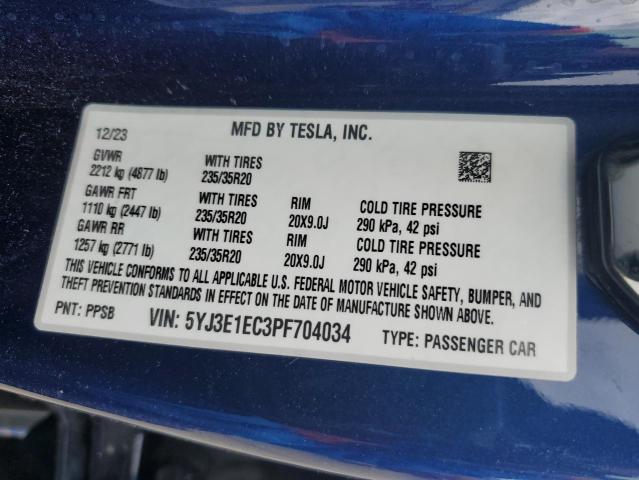 12/23 MFD BY TESLA, INC.
GVWR WITH TIRES
2212 kg (4877 lb) 235/35R20
GAWR FRT WITH TIRES RIM COLD TIRE PRESSURE
1110 kg (2447 lb) 235/35R20 20X9.0J 290 kPa, 42 psi
GAWR RR WITH TIRES RIM COLD TIRE PRESSURE
1257 kg (2771 lb) 235/35R20 20X9.0J 290 kPa, 42 psi
THIS VEHICLE CONFORMS TO ALL APPLICABLE U.S. FEDERAL MOTOR VEHICLE SAFETY, BUMPER, AND
THEFT PREVENTION STANDARDS IN EFFECT ON THE DATE OF MANUFACTURE SHOWN ABOVE.
PNT: PPSB VIN: 5YJ3E1EC3PF704034 TYPE: PASSENGER CAR